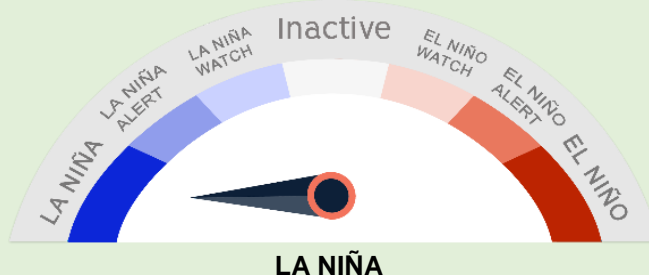 LA NIÑA
LA NIÑA
ALERT
LA NIÑA
WATCH
Inactive
EL NIÑO
WATCH
EL NIÑO
ALERT
EL NIÑO
LA NIÑA